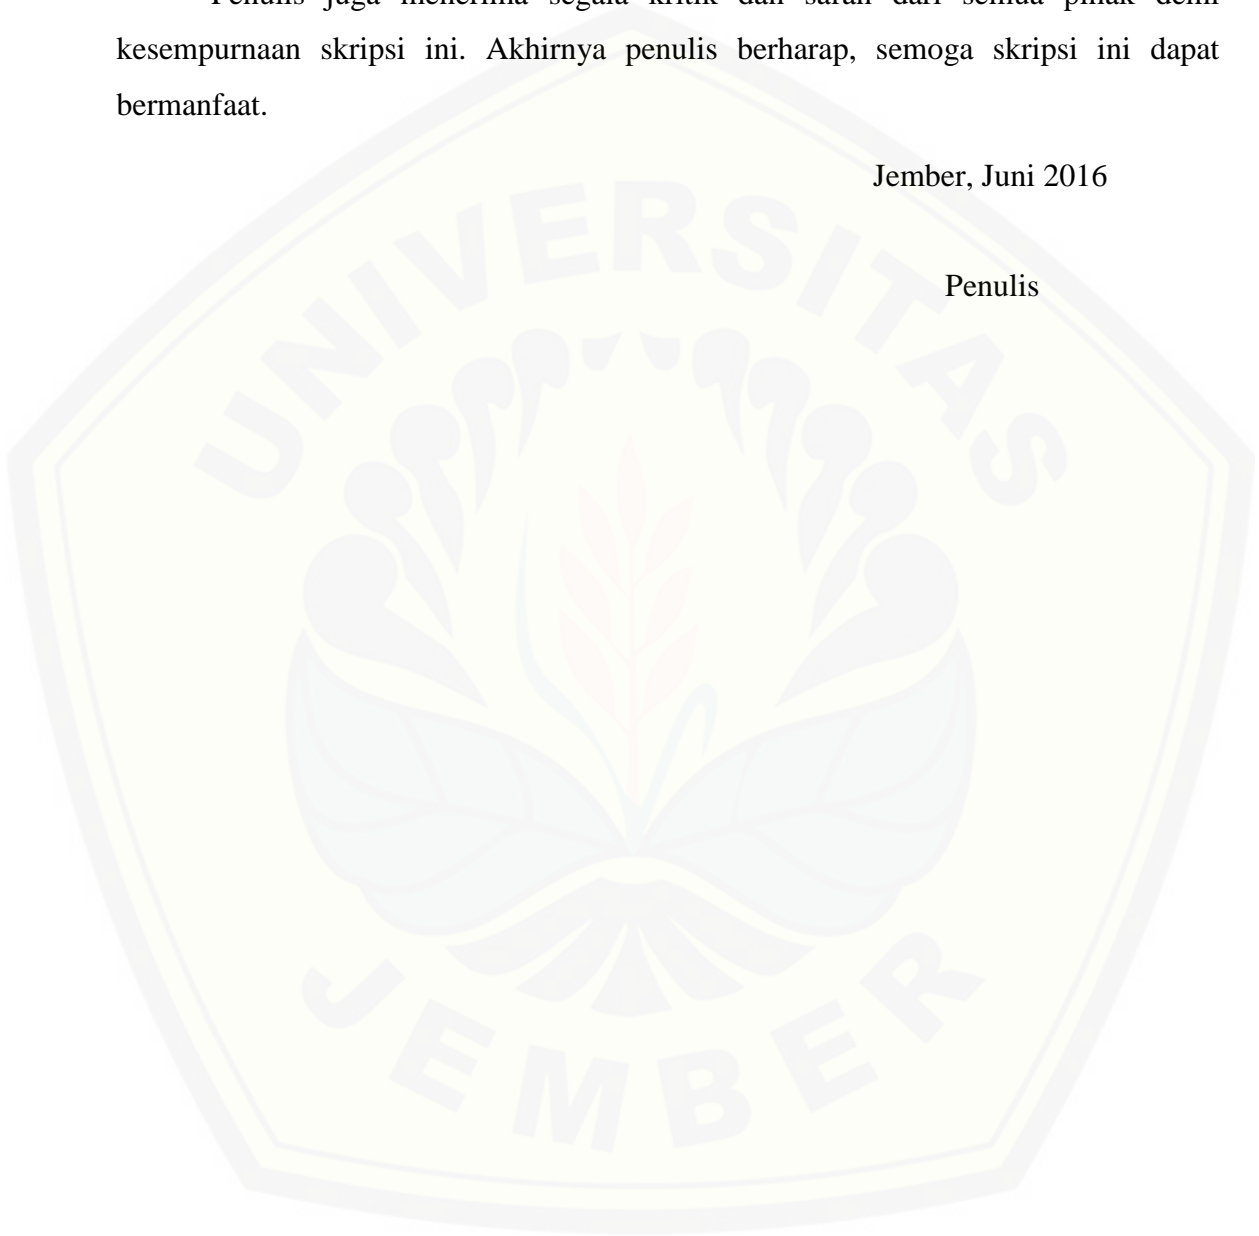 Penulis juga menerima segala kritik dan saran dari semua pihak demi
kesempurnaan skripsi ini. Akhirnya penulis berharap, semoga skripsi ini dapat
bermanfaat.
Jember, Juni 2016
Penulis
UNIVERSITAS
JEMBER